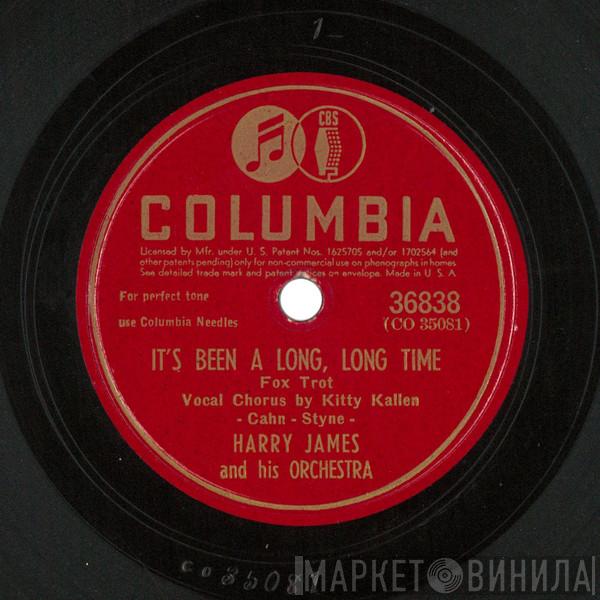 1-
CBS
COLUMBIA
Licensed by Mfr. under U. S. Patent Nos. 1625705 and/or 1702564 (and
other patents pending) only for non-commercial use on phonographs in homes
See detailed trade mark and patent notices on envelope. Made in U S A
For perfect tone
use Columbia Needles
36838
(CO 35081)
IT'S BEEN A LONG, LONG TIME
Fox Trot
Vocal Chorus by Kitty Kallen
- Cahn - Styne -
HARRY JAMES
and his ORCHESTRA
CO35081
МАРКЕТ ВИНИЛА